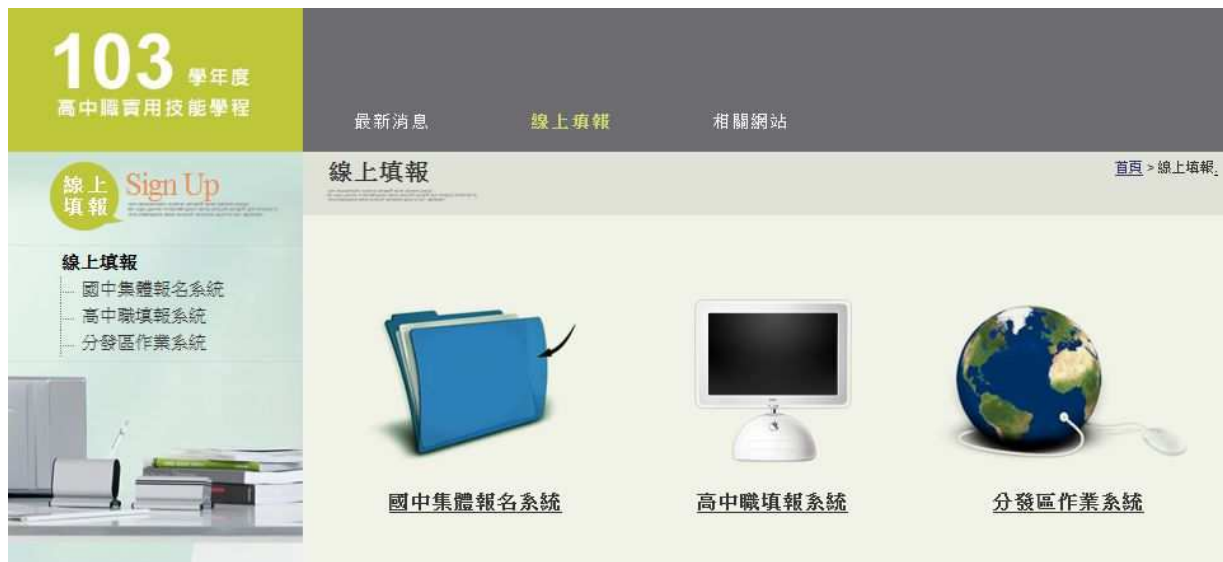 103 學年度
高中職實用技能學程
最新消息
線上填報
相關網站
線上填報
Sign Up
線上填報
首頁 > 線上填報.
線上填報
國中集體報名系統
高中職填報系統
分發區作業系統
國中集體報名系統
高中職填報系統
分發區作業系統